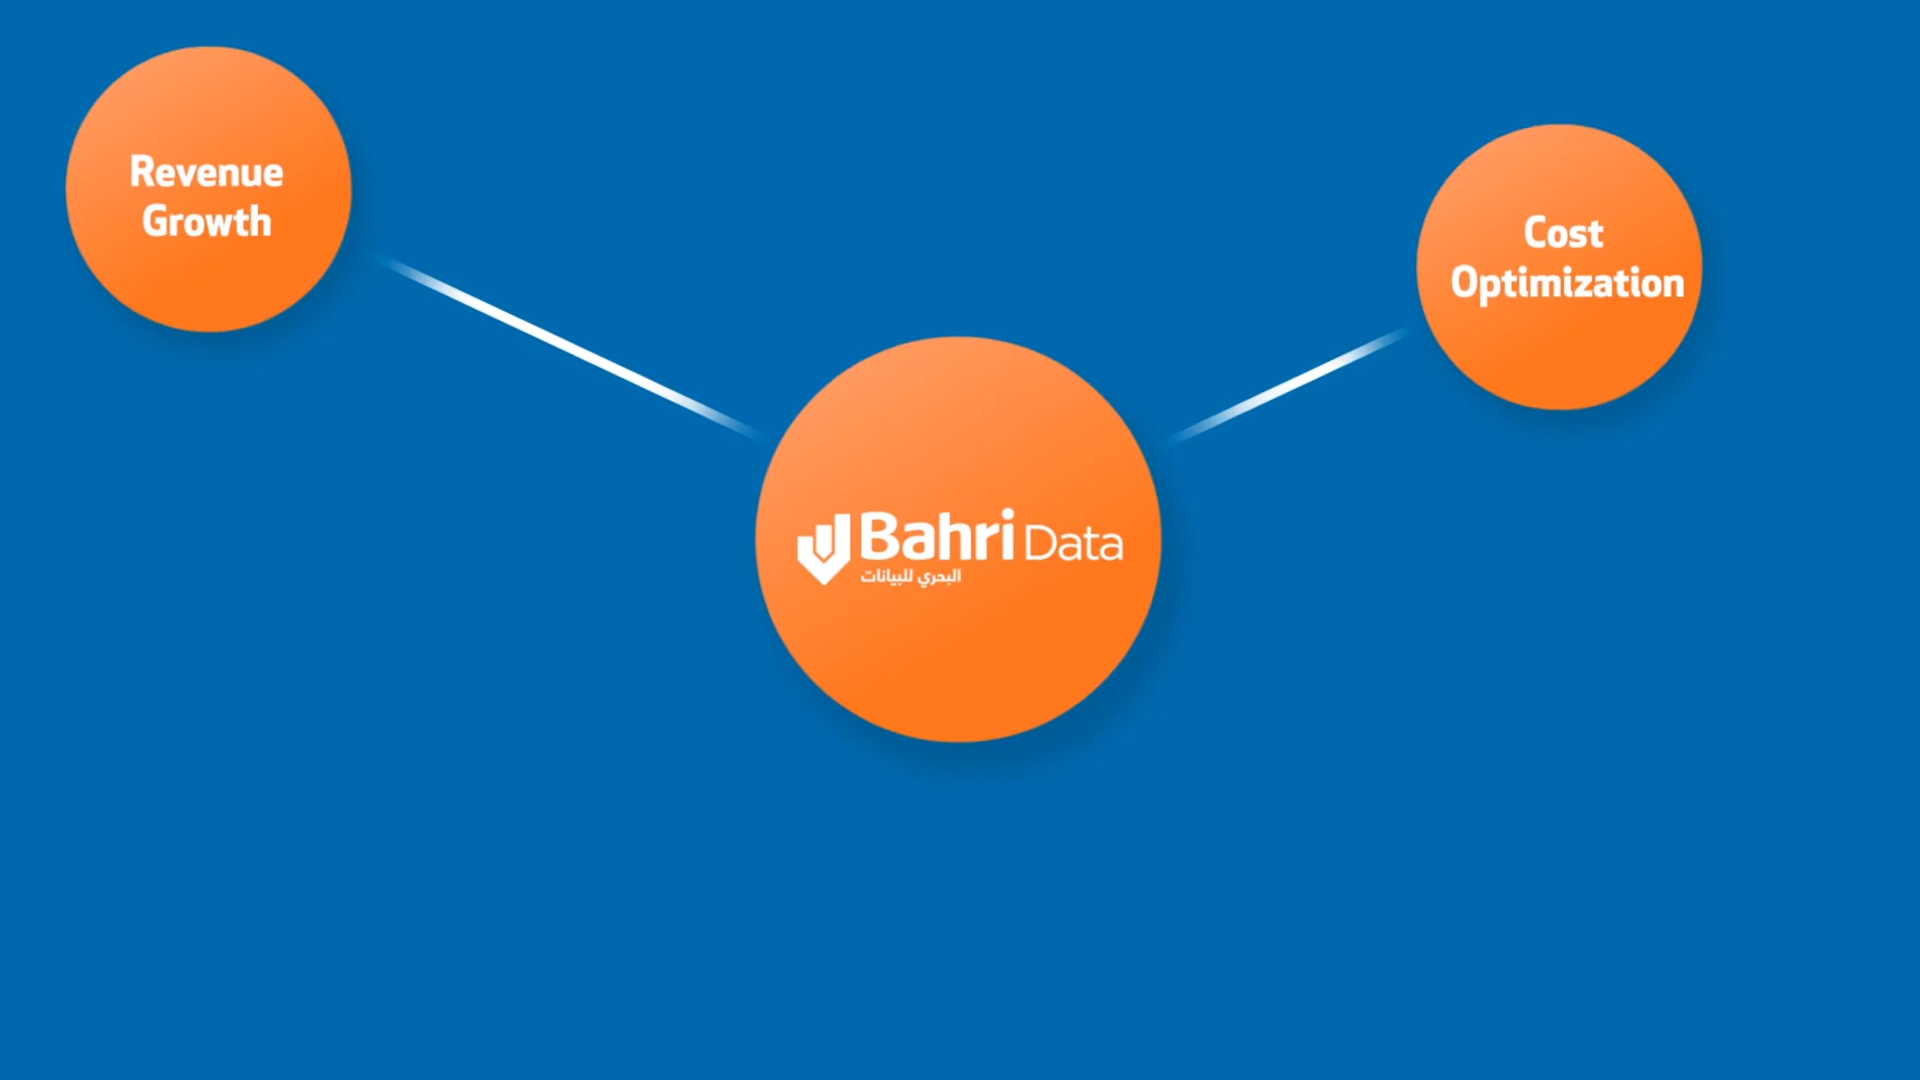 Revenue
Growth
Cost
Optimization
Bahri Data
البحري للبيانات